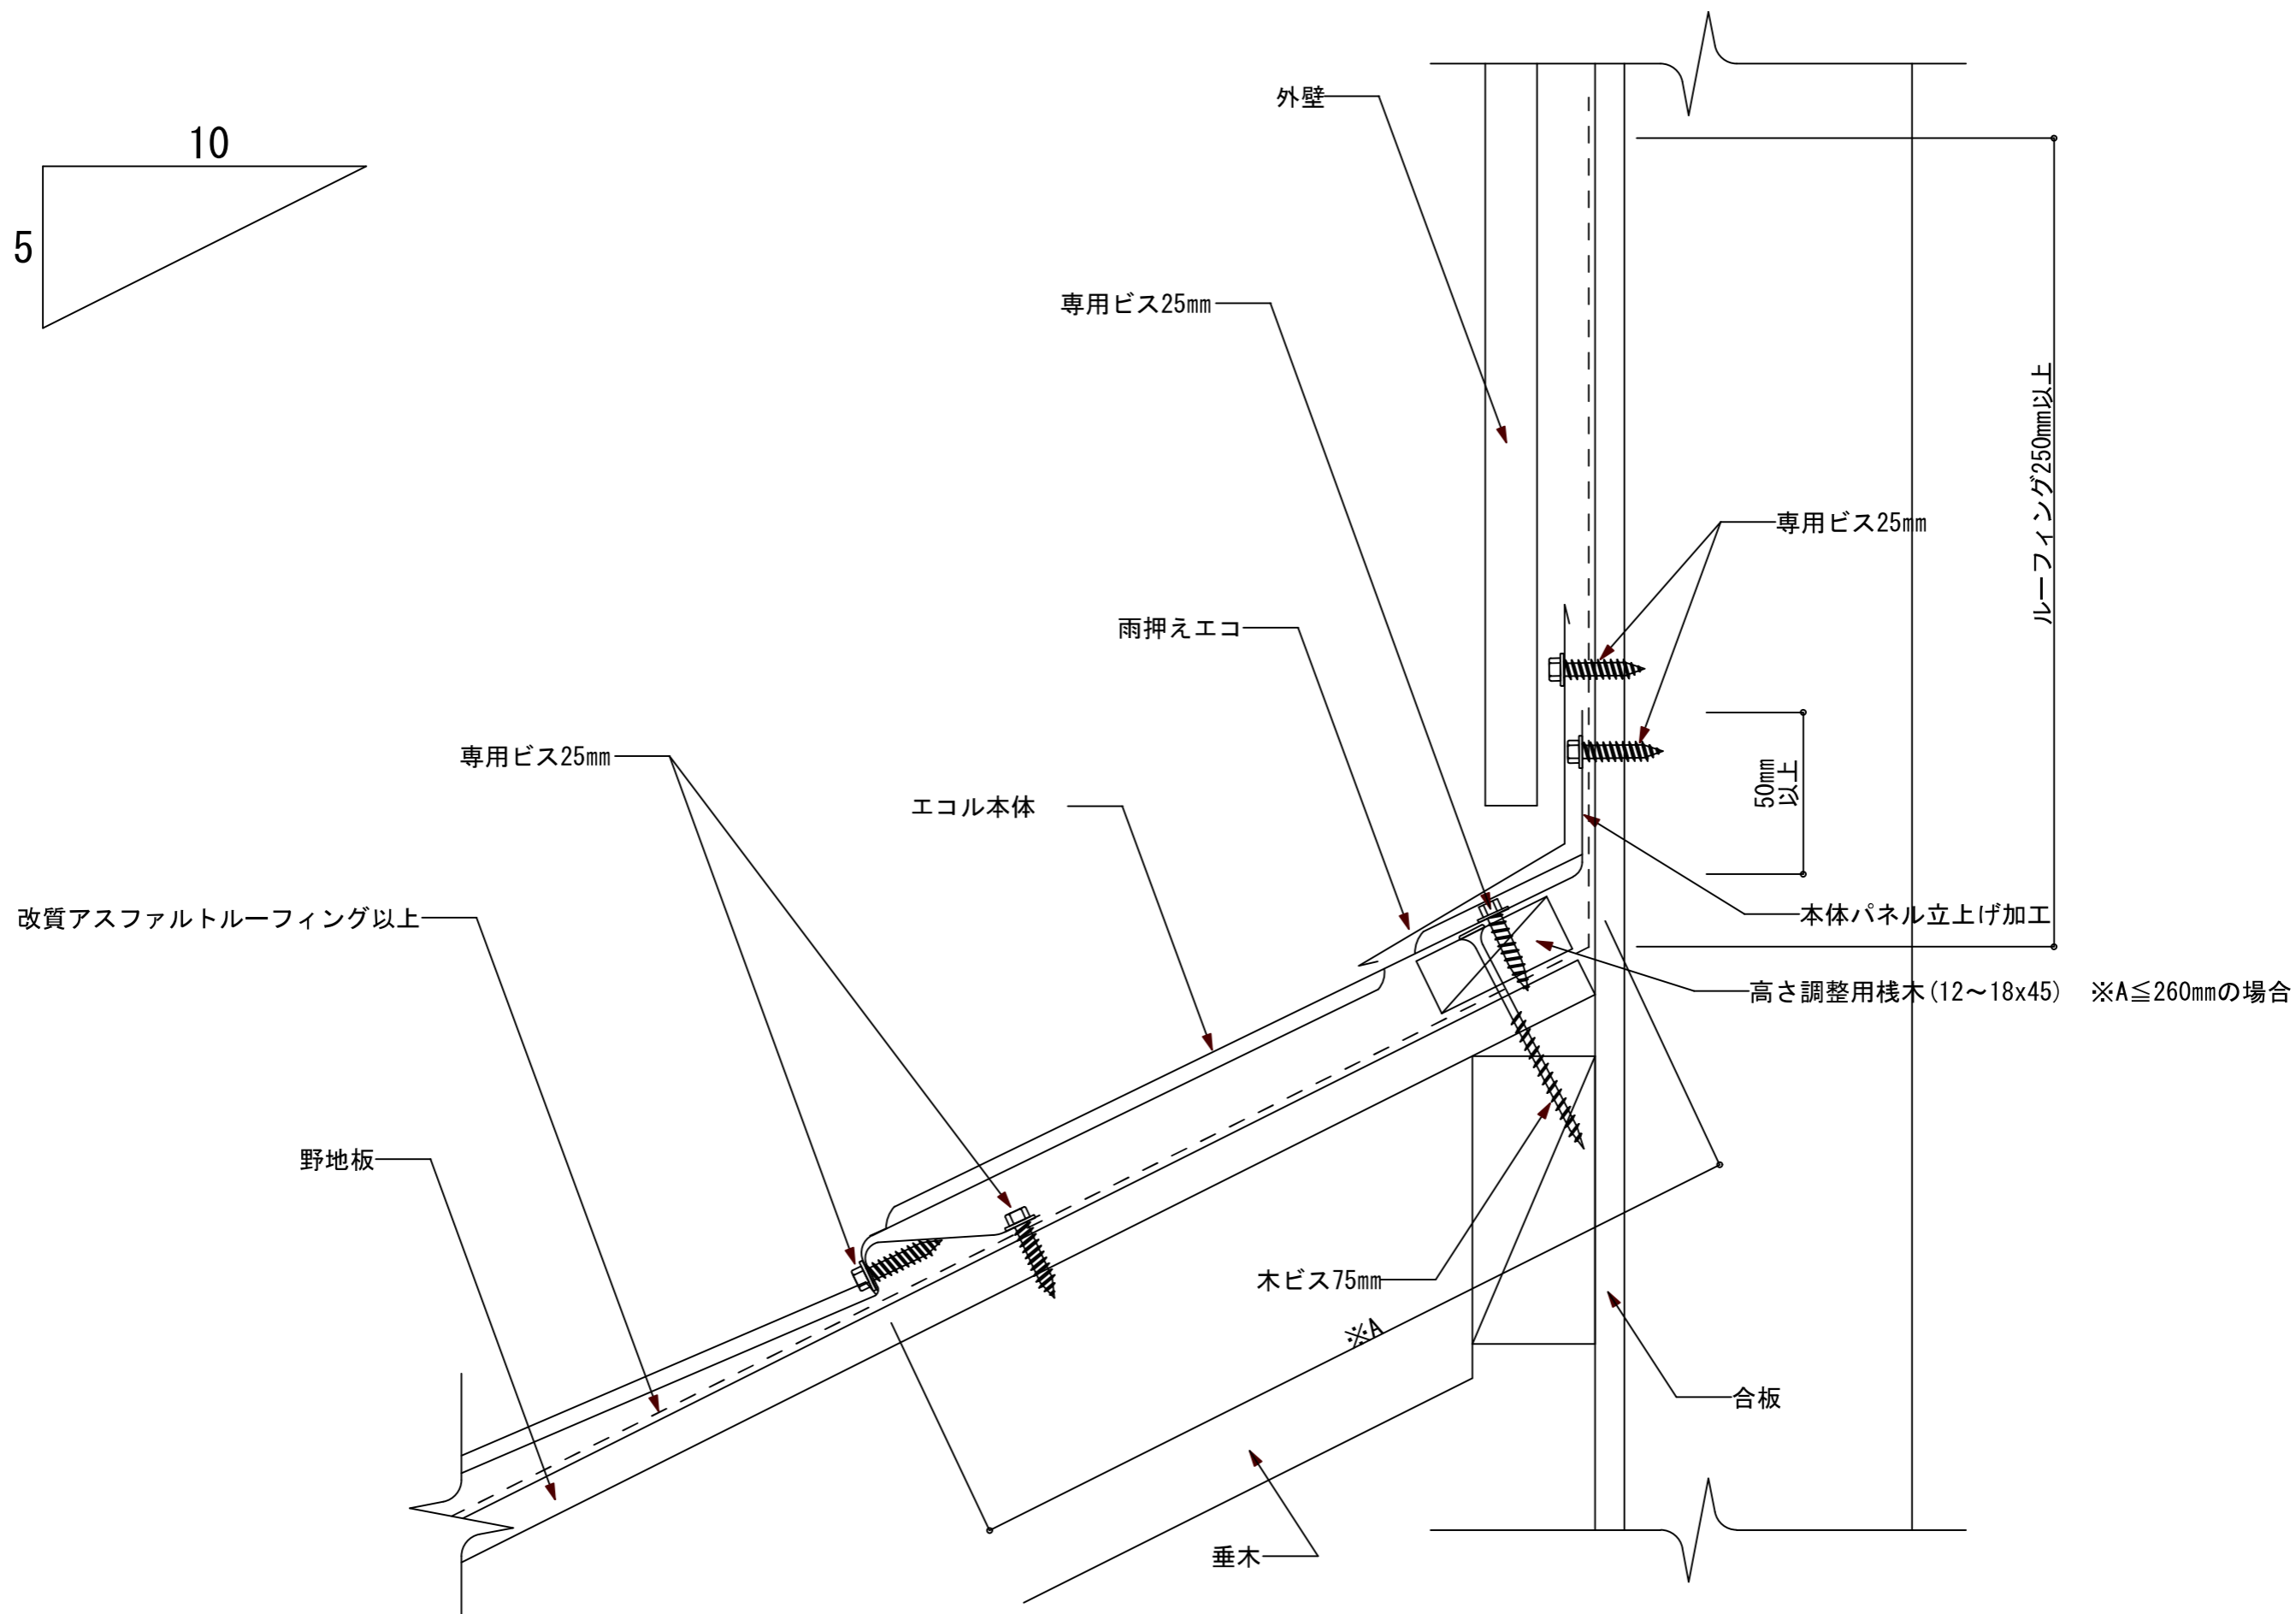 10
5
外壁
専用ビス25mm
専用ビス25mm
ルーフィング250mm以上
雨押えエコ
専用ビス25mm
エコル本体
50mm
以上
改質アスファルトルーフィング以上
本体パネル立上げ加工
高さ調整用桟木(12～18x45) ※A≦260mmの場合
野地板
木ビス75mm
※A
合板
垂木